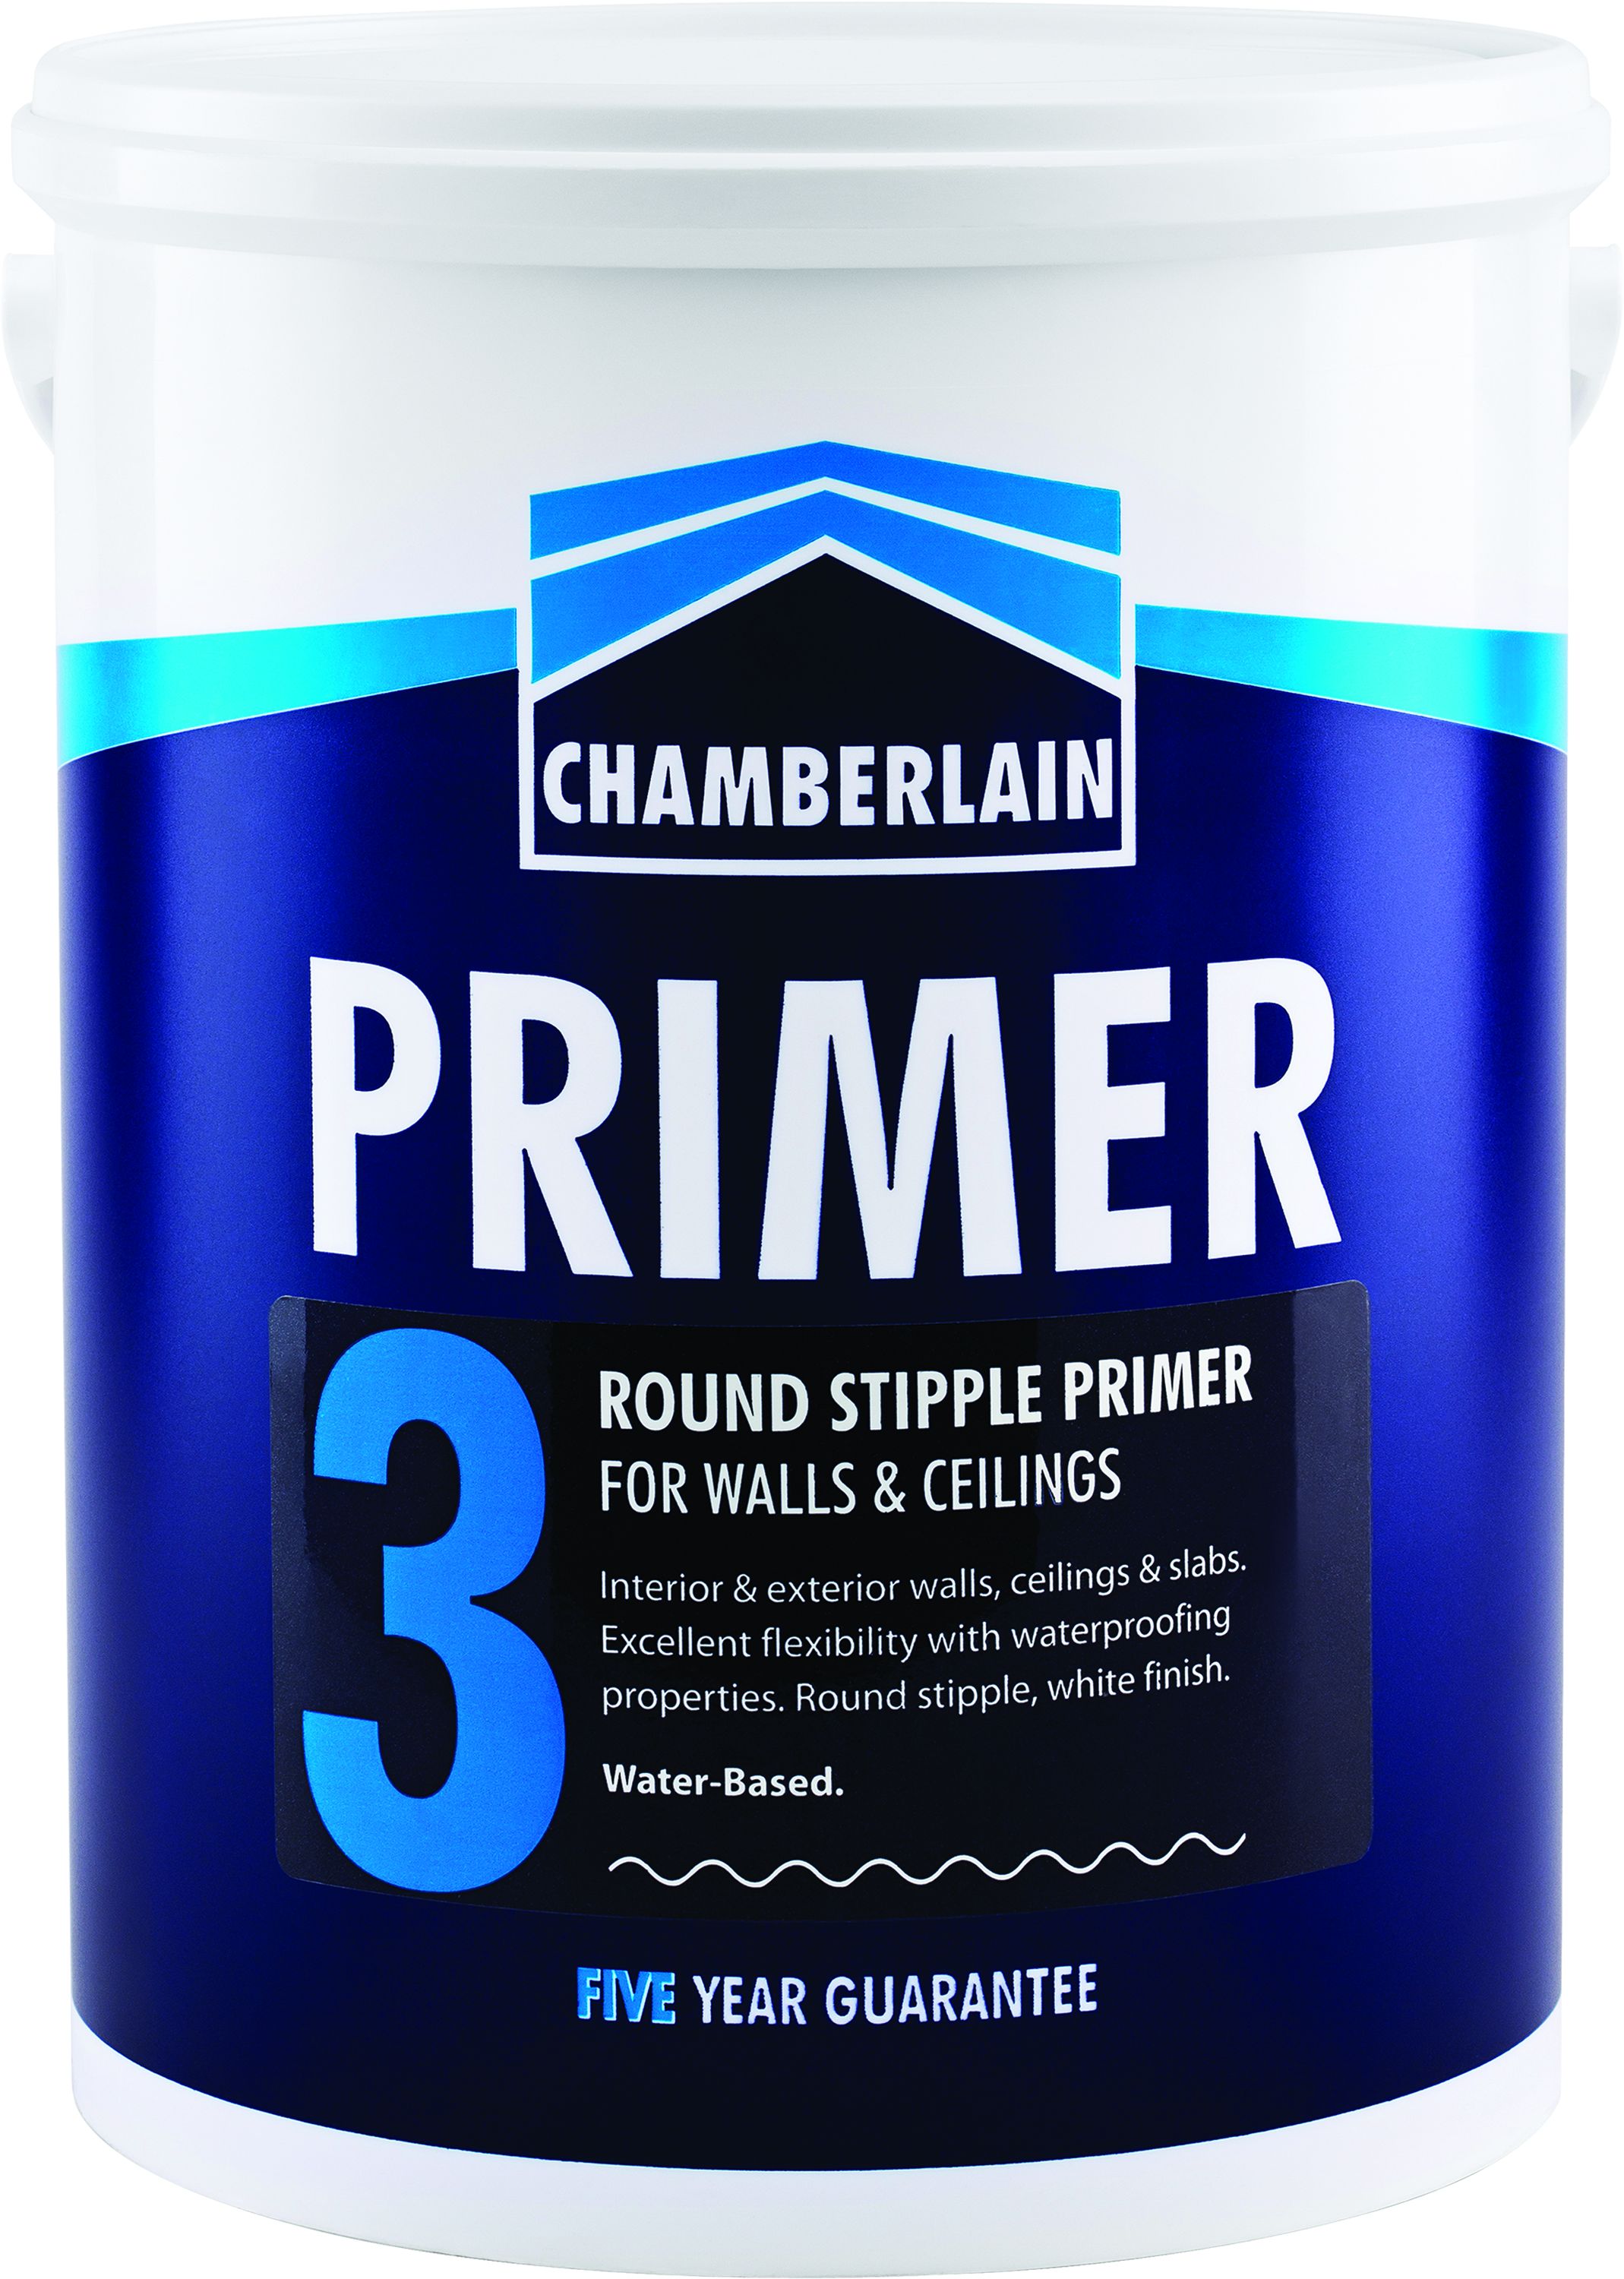 CHAMBERLAIN
PRIMER
3
ROUND STIPPLE PRIMER
FOR WALLS & CEILINGS
Interior & exterior walls, ceilings & slabs.
Excellent flexibility with waterproofing
properties. Round stipple, white finish.
Water-Based.
FIVE YEAR GUARANTEE